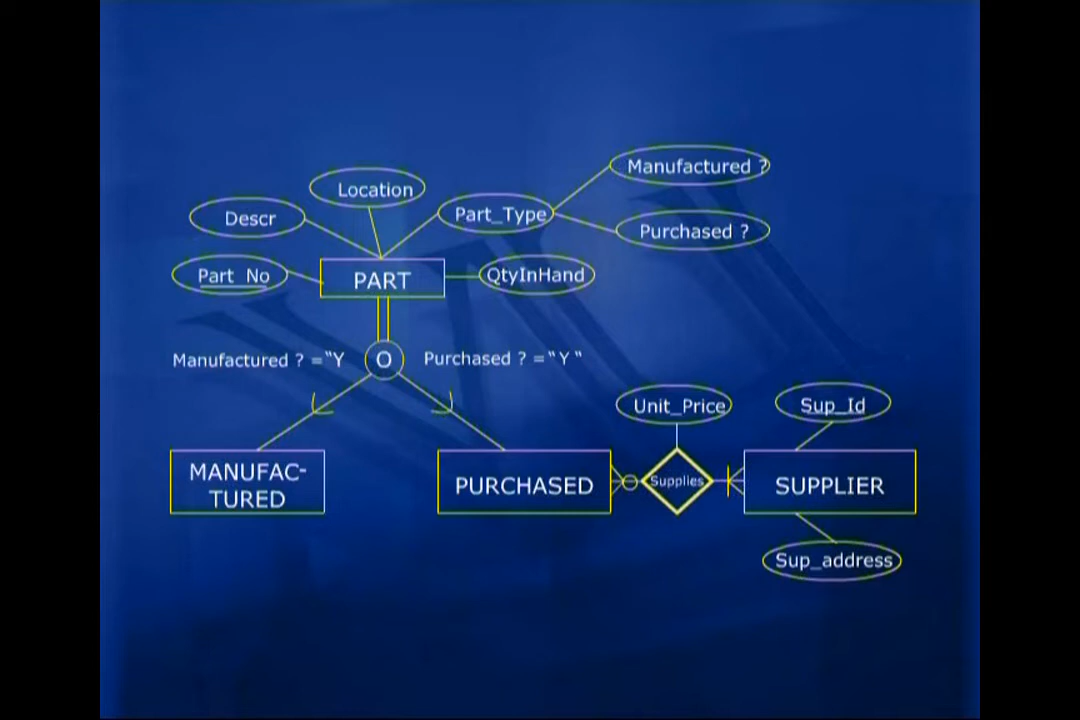 Manufactured ?
Location
Descr
Part_Type
Purchased ?
Part_No
PART
QtyInHand
Manufactured ? ="Y
O
Purchased ? ="Y "
Unit_Price
Sup_Id
MANUFAC-
TURED
PURCHASED
Supplies
SUPPLIER
Sup_address